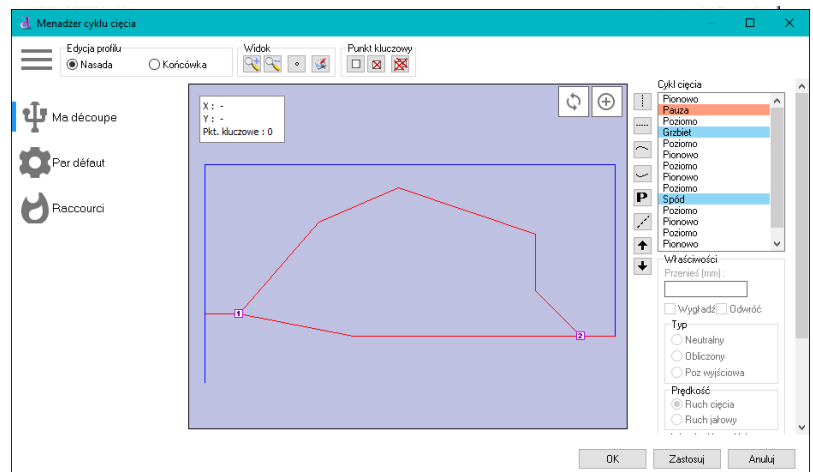 Menadżer cyklu cięcia
Edycja profilu
Nasada
Końcówka
Widok
Punkt kluczowy
Ma découpe
Par défaut
Raccourci
X : -
Y : -
Pkt. kluczowe : 0
1
2
P
Cykl cięcia
Pionowo
Pauza
Poziomo
Grzbiet
Poziomo
Pionowo
Poziomo
Pionowo
Poziomo
Spód
Poziomo
Pionowo
Poziomo
Pionowo
Właściwości
Przenieś (mm) :
Wygładź
Odwróć
Typ
Neutralny
Obliczony
Poz wyjściowa
Prędkość
Ruch cięcia
Ruch jałowy
OK
Zastosuj
Anuluj